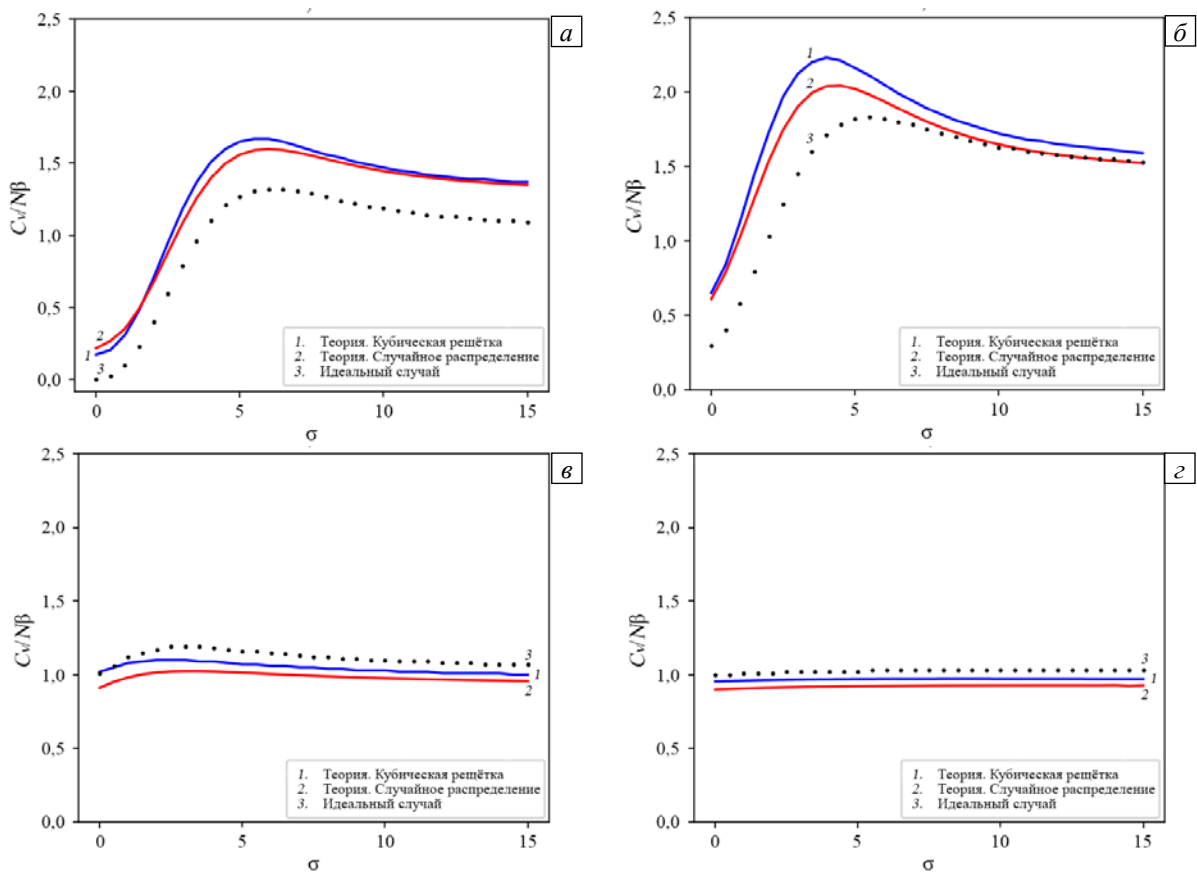 а
2,5
2,0
1,5
1,0
0,5
0,0
Cv/Nβ
1
2
3
1. Теория. Кубическая решётка
2. Теория. Случайное распределение
3. Идеальный случай
0 5 10 15
σ
б
2,5
2,0
1,5
1,0
0,5
0,0
Cv/Nβ
1
2
3
1. Теория. Кубическая решётка
2. Теория. Случайное распределение
3. Идеальный случай
0 5 10 15
σ
в
2,5
2,0
1,5
1,0
0,5
0,0
Cv/Nβ
3
1
2
1. Теория. Кубическая решётка
2. Теория. Случайное распределение
3. Идеальный случай
0 5 10 15
σ
г
2,5
2,0
1,5
1,0
0,5
0,0
Cv/Nβ
3
1
2
1. Теория. Кубическая решётка
2. Теория. Случайное распределение
3. Идеальный случай
0 5 10 15
σ